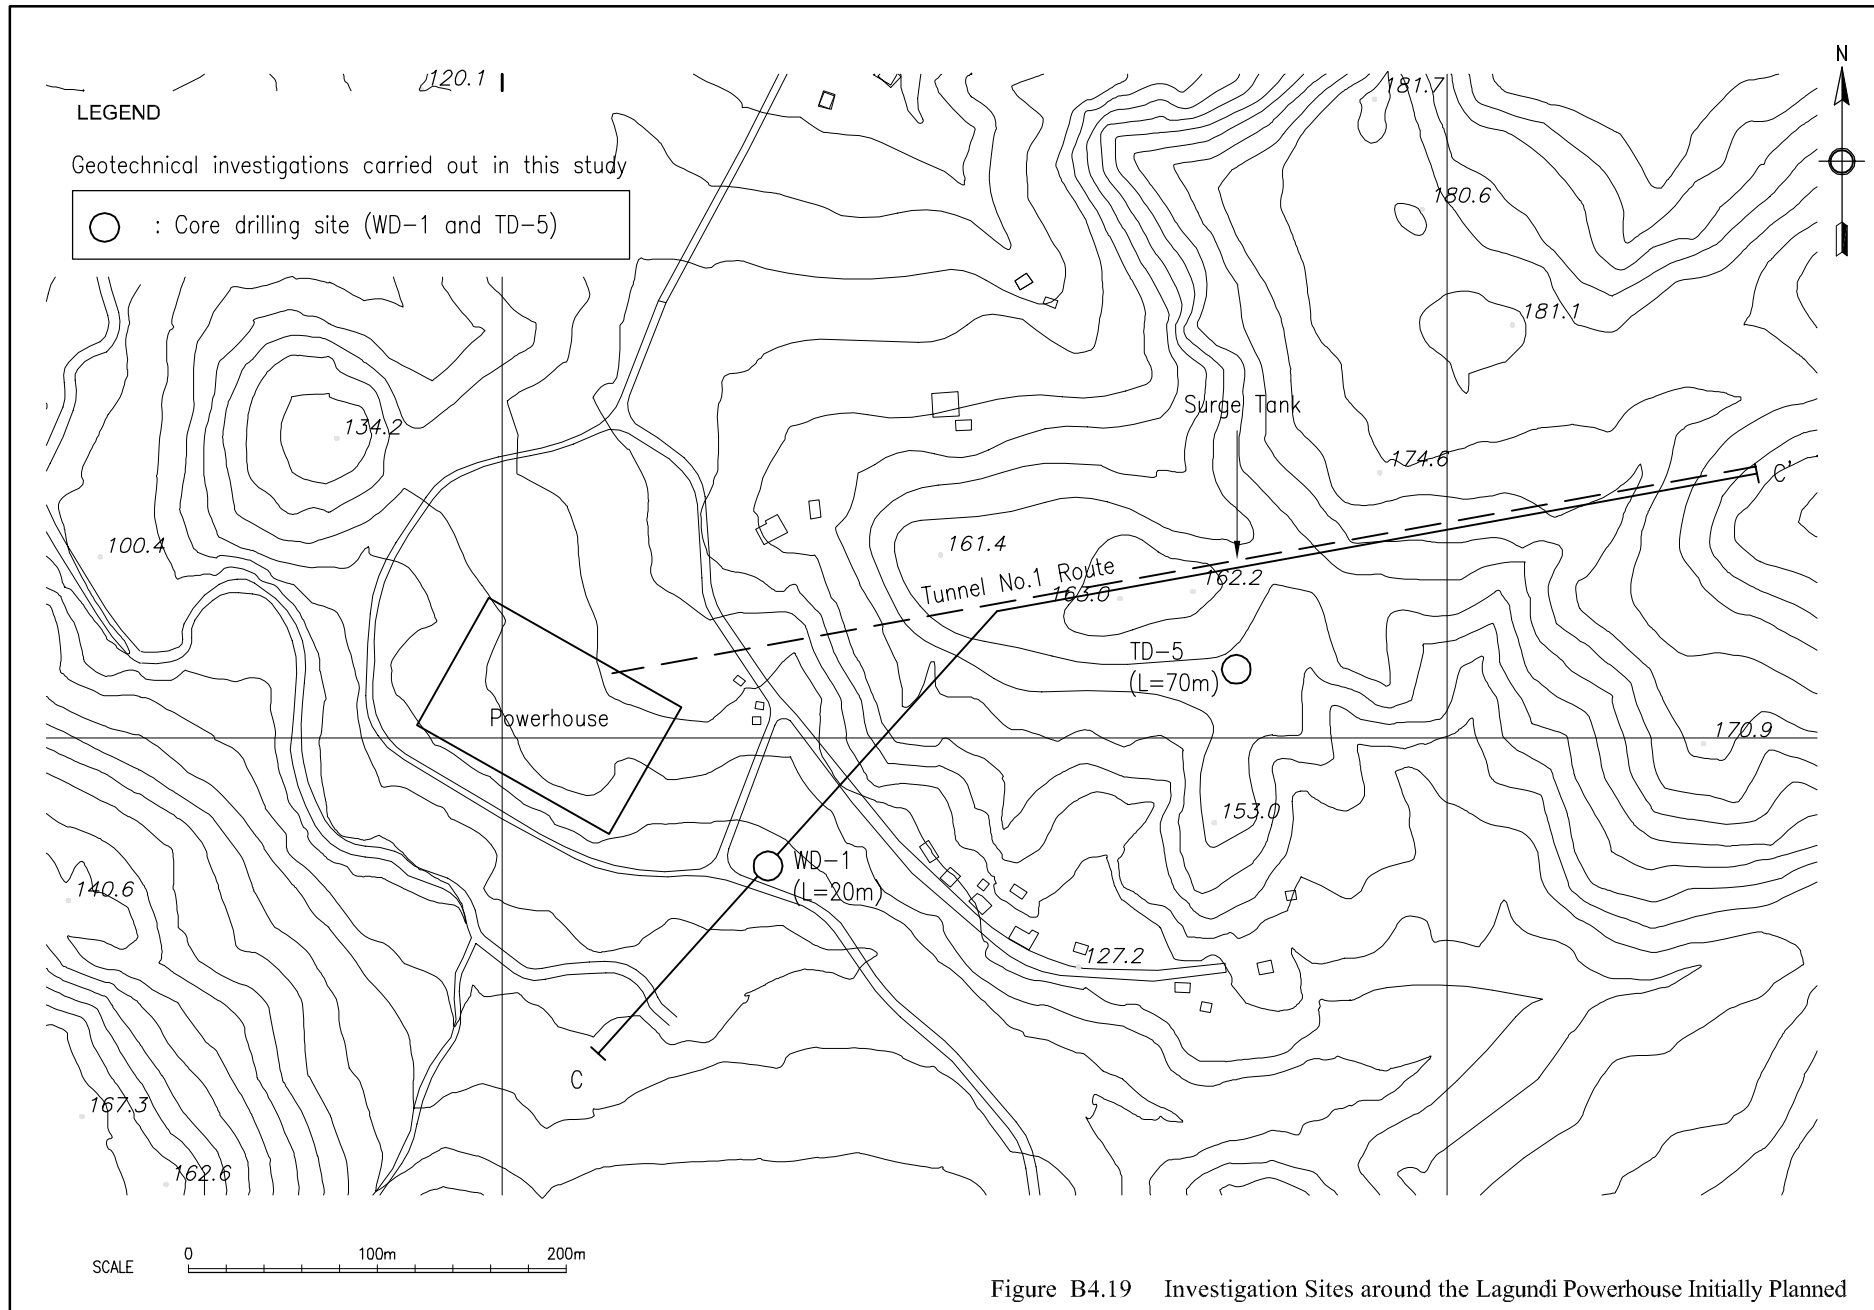 N
120.1
181.7
LEGEND
Geotechnical investigations carried out in this study
: Core drilling site (WD-1 and TD-5)
180.6
181.1
134.2
Surge Tank
174.6
C'
100.4
161.4
Tunnel No.1 Route
163.0
162.2
TD-5
(L=70m)
Powerhouse
170.9
153.0
WD-1
(L=20m)
140.6
127.2
C
167.3
162.6
SCALE
0 100m 200m
Figure B4.19 Investigation Sites around the Lagundi Powerhouse Initially Planned